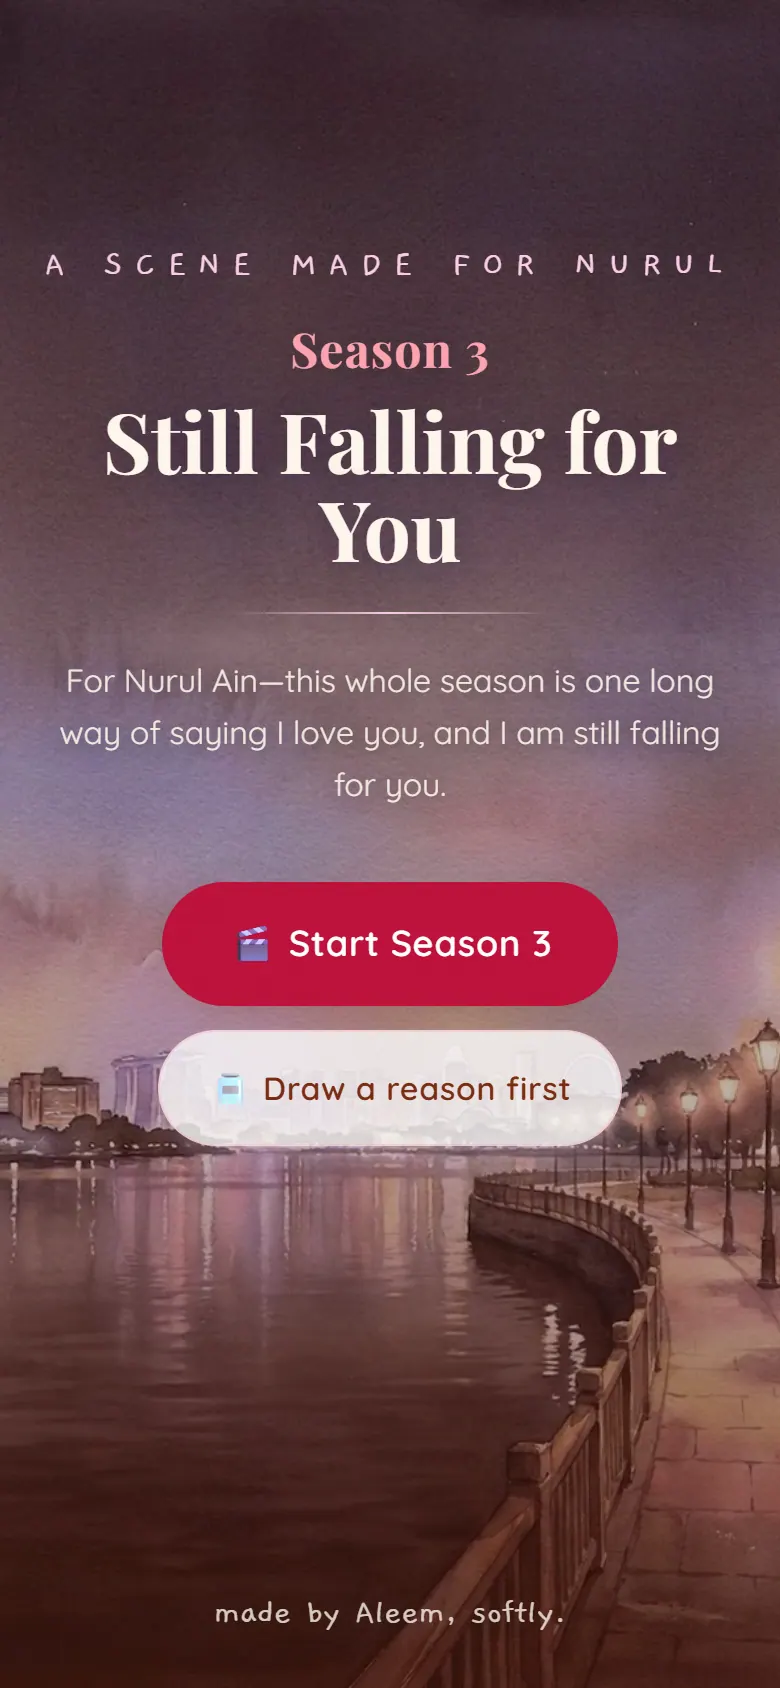 A SCENE MADE FOR NURUL
Season 3
Still Falling for
You
For Nurul Ain—this whole season is one long
way of saying I love you, and I am still falling
for you.
🎬 Start Season 3
🫙 Draw a reason first
made by Aleem, softly.